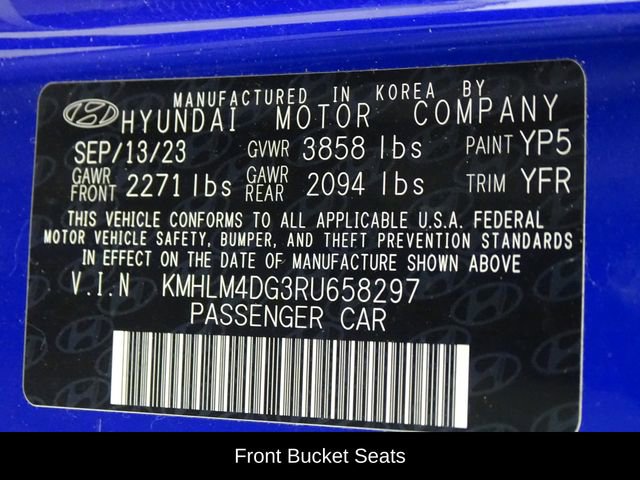 MANUFACTURED IN KOREA BY
HYUNDAI MOTOR COMPANY
SEP/13/23 GVWR 3858 lbs PAINT YP5
GAWR FRONT 2271 lbs GAWR REAR 2094 lbs TRIM YFR
THIS VEHICLE CONFORMS TO ALL APPLICABLE U.S.A. FEDERAL
MOTOR VEHICLE SAFETY, BUMPER, AND THEFT PREVENTION STANDARDS
IN EFFECT ON THE DATE OF MANUFACTURE SHOWN ABOVE
V.I.N KMHLM4DG3RU658297
PASSENGER CAR
Front Bucket Seats